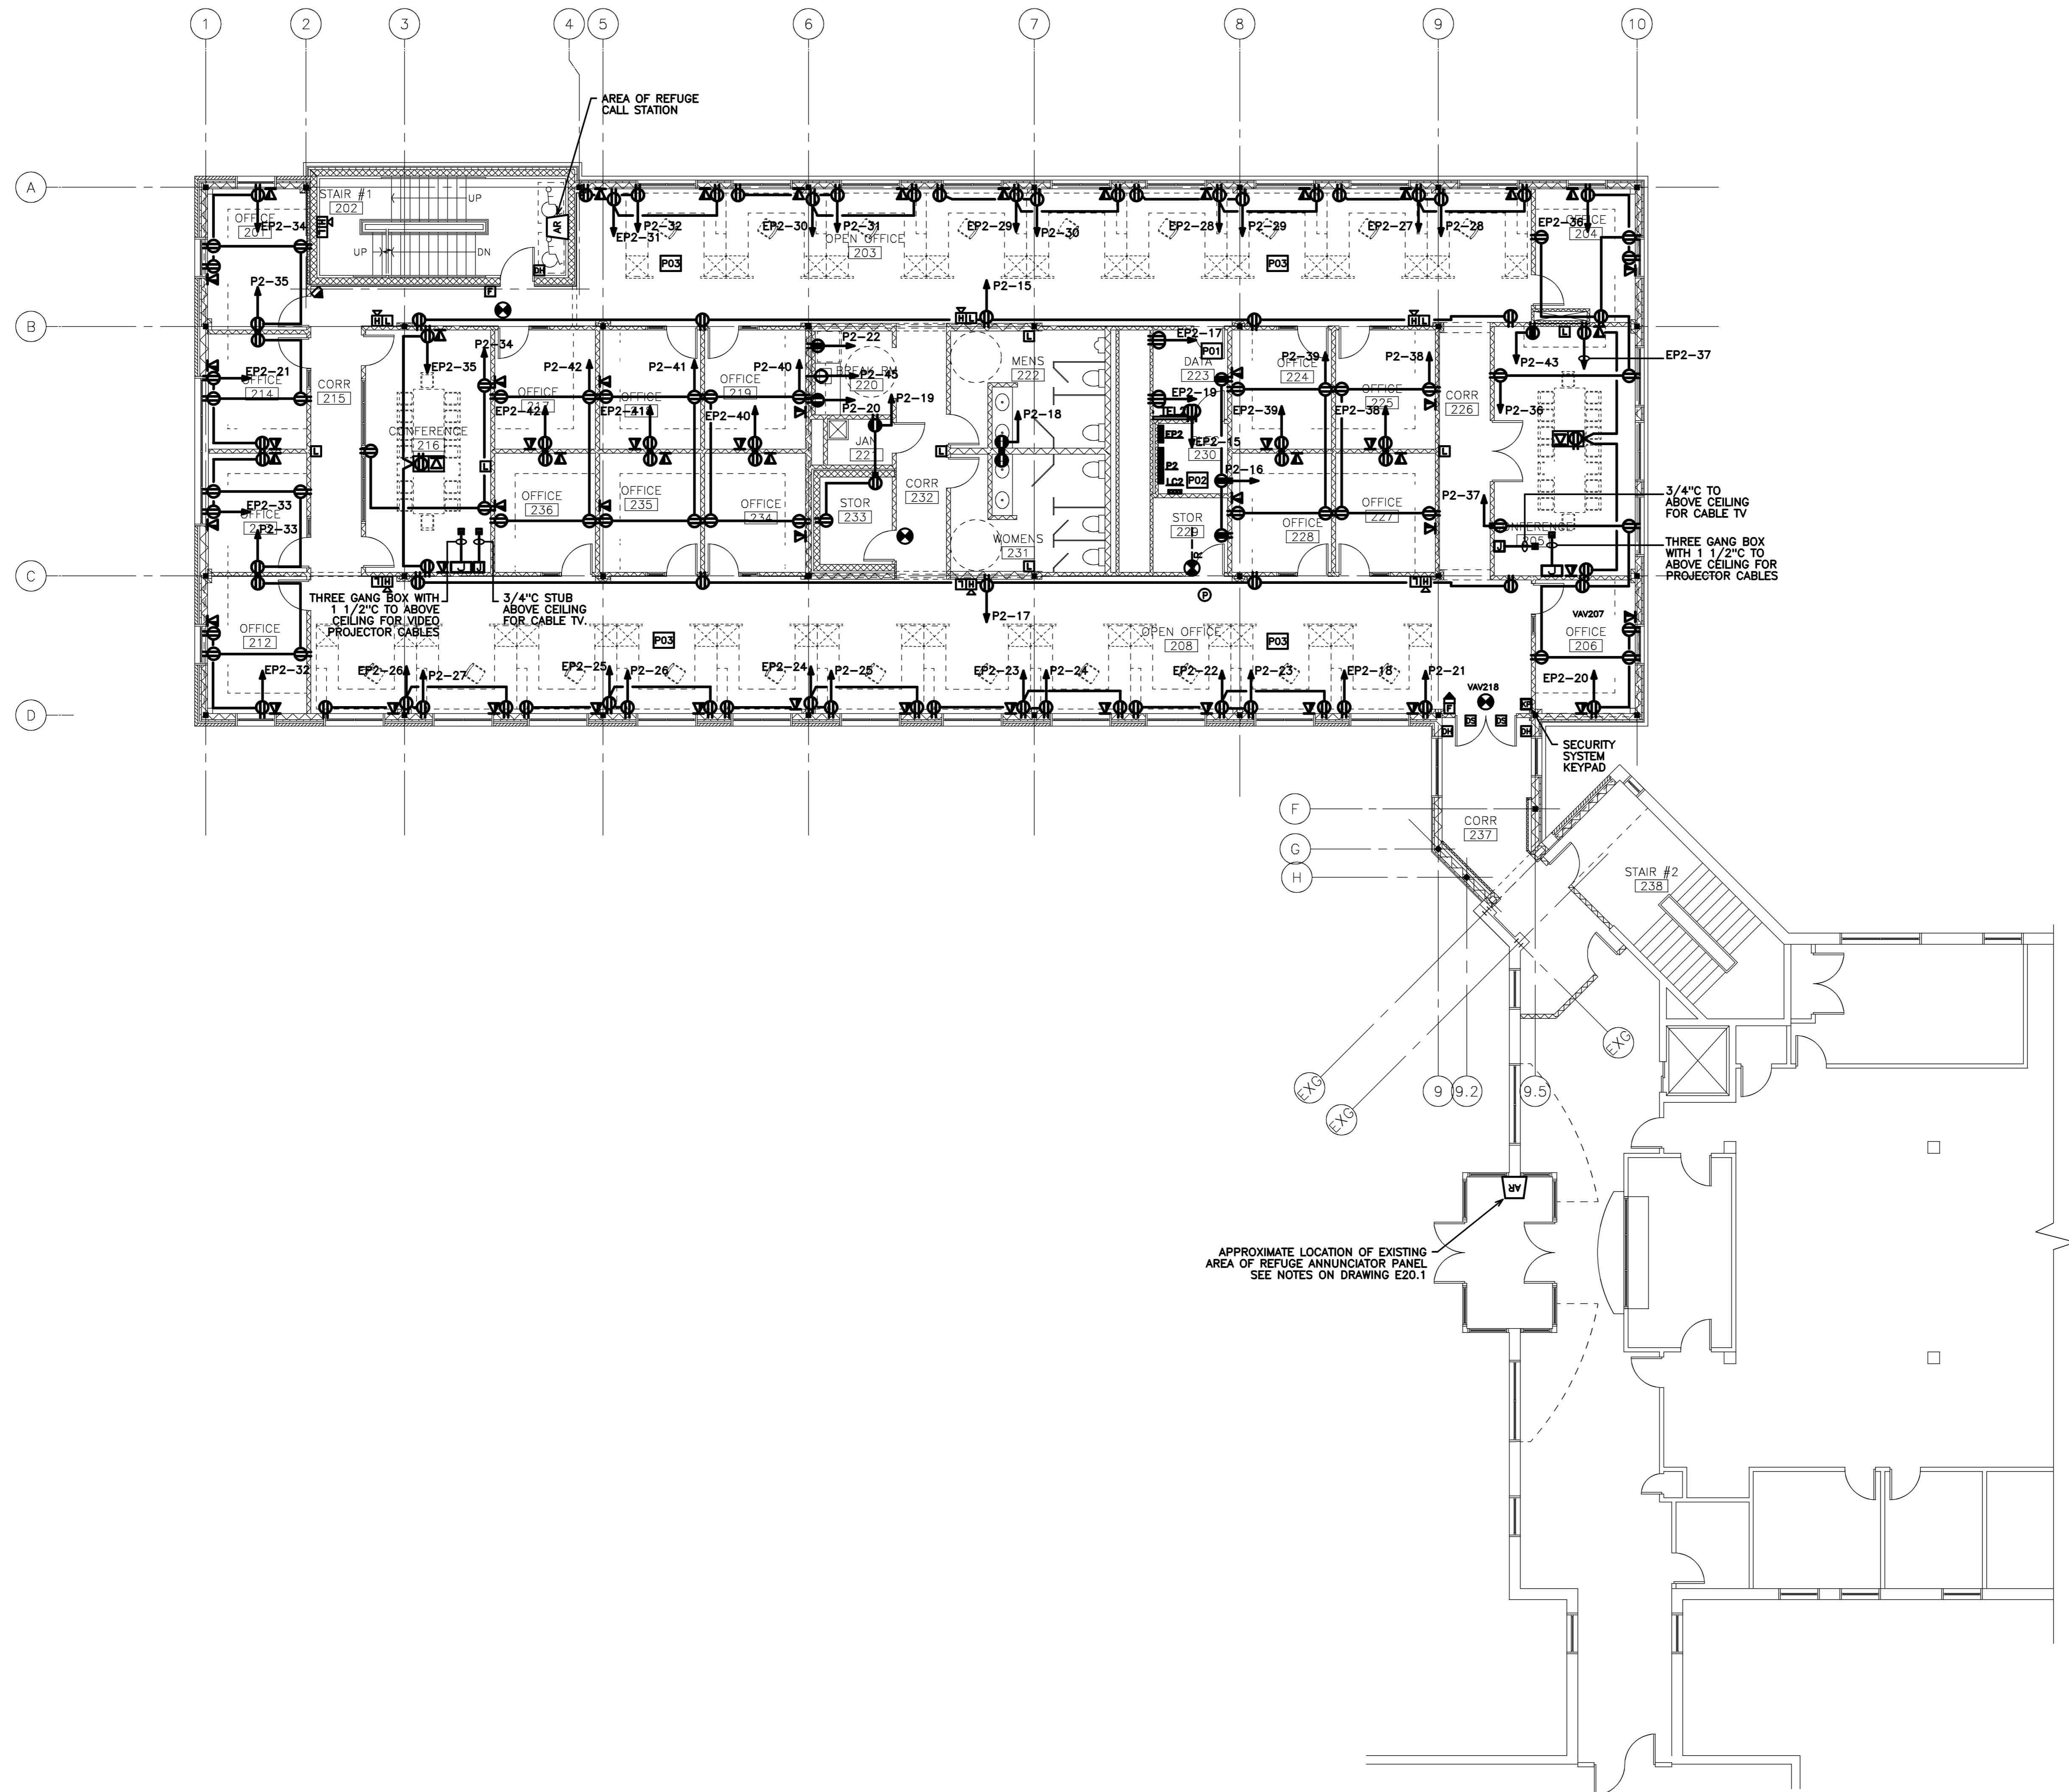 1 2 3 4 5 6 7 8 9 10
AREA OF REFUGE
CALL STATION
A
STAIR #1
202
UP
UP
DN
AR
DH
OFFICE
EP2-34
P2-35
EP2-31
P2-32
EP2-30
P2-31
OPEN OFFICE
203
EP2-29
P2-30
EP2-28
P2-29
EP2-27
P2-28
EP2-36
OFFICE
204
P03
P03
F
P2-15
B
H L
H L
H L
L
L
EP2-21
OFFICE
214
CORR
215
EP2-35
P2-34
CONFERENCE
216
P2-42
OFFICE
217
EP2-42
P2-41
OFFICE
P2-40
OFFICE
219
EP2-40
P2-22
BREAK RM
220
P2-45
P2-20
P2-19
JAN
221
MENS
222
P2-18
EP2-17
P01
DATA
223
EP2-19
EP2
EP2-15
230
P2
P02
LC2
P2-16
P2-39
OFFICE
224
EP2-39
P2-38
OFFICE
225
EP2-38
CORR
226
P2-43
EP2-37
P2-36
L
L
L
L
EP2-33
OFFICE
P2-33
OFFICE
236
OFFICE
235
OFFICE
234
STOR
233
CORR
232
WOMENS
231
STOR
229
OFFICE
228
OFFICE
227
P2-37
J
J
J
J
3/4"C TO
ABOVE CEILING
FOR CABLE TV
THREE GANG BOX
WITH 1 1/2"C TO
ABOVE CEILING FOR
PROJECTOR CABLES
C
L
THREE GANG BOX WITH
1 1/2"C TO ABOVE
CEILING FOR VIDEO
PROJECTOR CABLES
3/4"C STUB
ABOVE CEILING
FOR CABLE TV.
P2-17
P
VAV207
OFFICE
206
OFFICE
212
P03
OPEN OFFICE
208
P03
EP2-32
EP2-26
P2-27
EP2-25
P2-26
EP2-24
P2-25
EP2-23
P2-24
EP2-22
P2-23
EP2-18
P2-21
VAV218
EP2-20
D
F
DS
DS
KP
DH
DH
SECURITY
SYSTEM
KEYPAD
F
CORR
237
G
H
STAIR #2
238
EXG
EXG
EXG
9 9.2 9.5
AR
APPROXIMATE LOCATION OF EXISTING
AREA OF REFUGE ANNUNCIATOR PANEL
SEE NOTES ON DRAWING E20.1